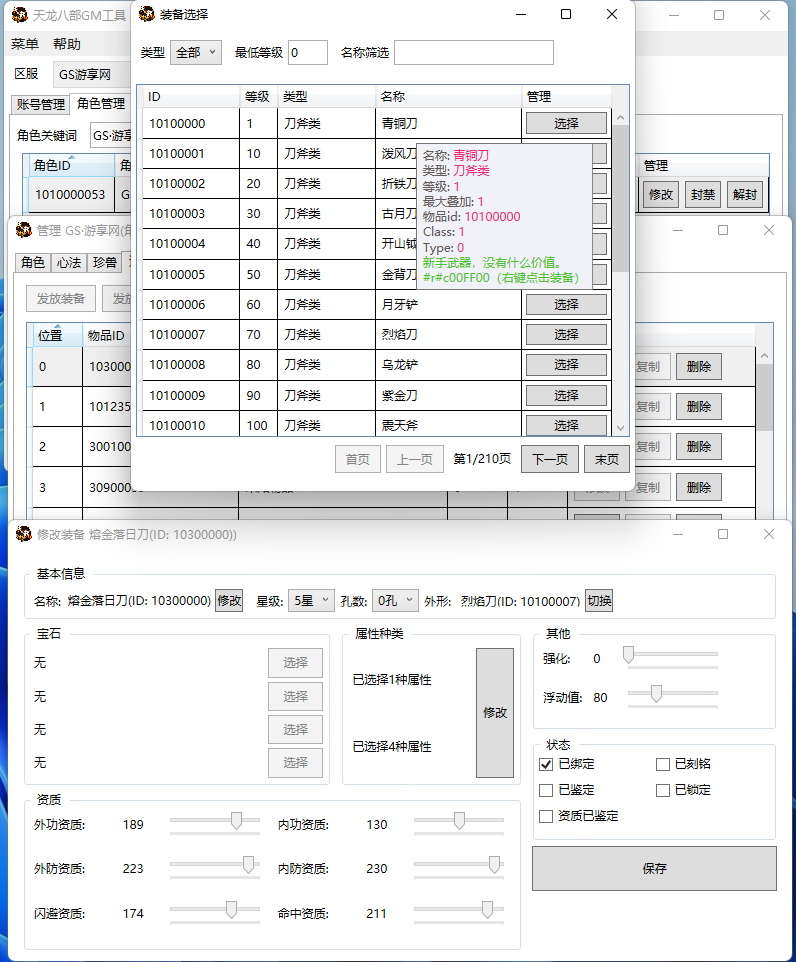 天龙八部GM工具
菜单 帮助
区服 GS游享网
账号管理 角色管理
角色关键词 GS·游享
角色ID 管理
1010000053 G 修改 封禁 解封
装备选择
类型 全部 最低等级 0 名称筛选
ID 等级 类型 名称 管理
10100000 1 刀斧类 青铜刀 选择
10100001 10 刀斧类 泼风刀
10100002 20 刀斧类 折铁刀
10100003 30 刀斧类 古月刀
10100004 40 刀斧类 开山钺
10100005 50 刀斧类 金背刀
10100006 60 刀斧类 月牙铲 选择
10100007 70 刀斧类 烈焰刀 选择
10100008 80 刀斧类 乌龙铲 选择
10100009 90 刀斧类 紫金刀 选择
10100010 100 刀斧类 震天斧 选择
首页 上一页 第1/210页 下一页 末页
名称: 青铜刀
类型: 刀斧类
等级: 1
最大叠加: 1
物品id: 10100000
Class: 1
Type: 0
新手武器，没有什么价值。
#r#c00FF00（右键点击装备）
管理 GS·游享网(角
角色 心法 珍兽
发放装备 发放
位置 物品ID
0 103000 复制 删除
1 101235 复制 删除
2 300100 复制 删除
3 309000 复制 删除
修改装备 熔金落日刀(ID: 10300000))
基本信息
名称: 熔金落日刀(ID: 10300000) 修改 星级: 5星 孔数: 0孔 外形: 烈焰刀(ID: 10100007) 切换
宝石
无 选择
无 选择
无 选择
无 选择
属性种类
已选择1种属性
已选择4种属性
修改
其他
强化: 0
浮动值: 80
状态
已绑定 已刻铭
已鉴定 已锁定
资质已鉴定
资质
外功资质: 189 内功资质: 130
外防资质: 223 内防资质: 230
闪避资质: 174 命中资质: 211
保存